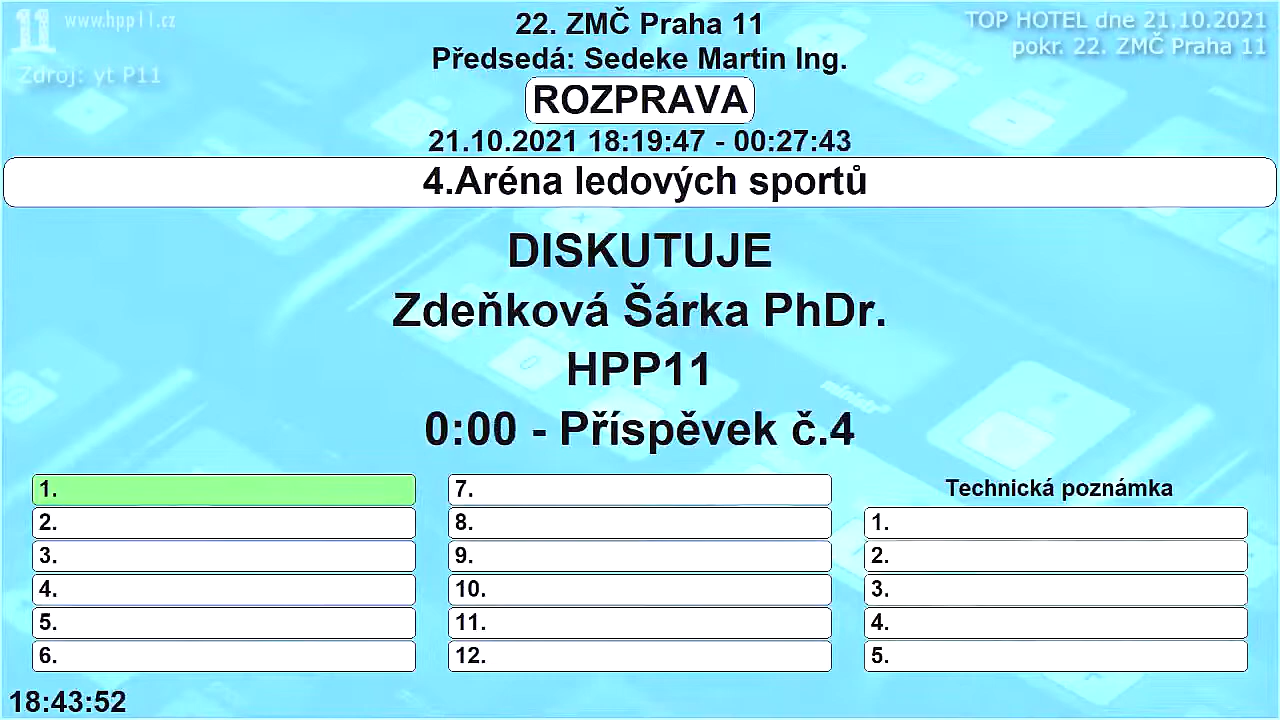 11 www.hpp11.cz
Zdroj: yt P11
22. ZMČ Praha 11
Předsedá: Sedeke Martin Ing.
TOP HOTEL dne 21.10.2021
pokr. 22. ZMČ Praha 11
ROZPRAVA
21.10.2021 18:19:47 - 00:27:43
4.Aréna ledových sportů
DISKUTUJE
Zdeňková Šárka PhDr.
HPP11
0:00 - Příspěvek č.4
1.
2.
3.
4.
5.
6.
7.
8.
9.
10.
11.
12.
Technická poznámka
1.
2.
3.
4.
5.
18:43:52